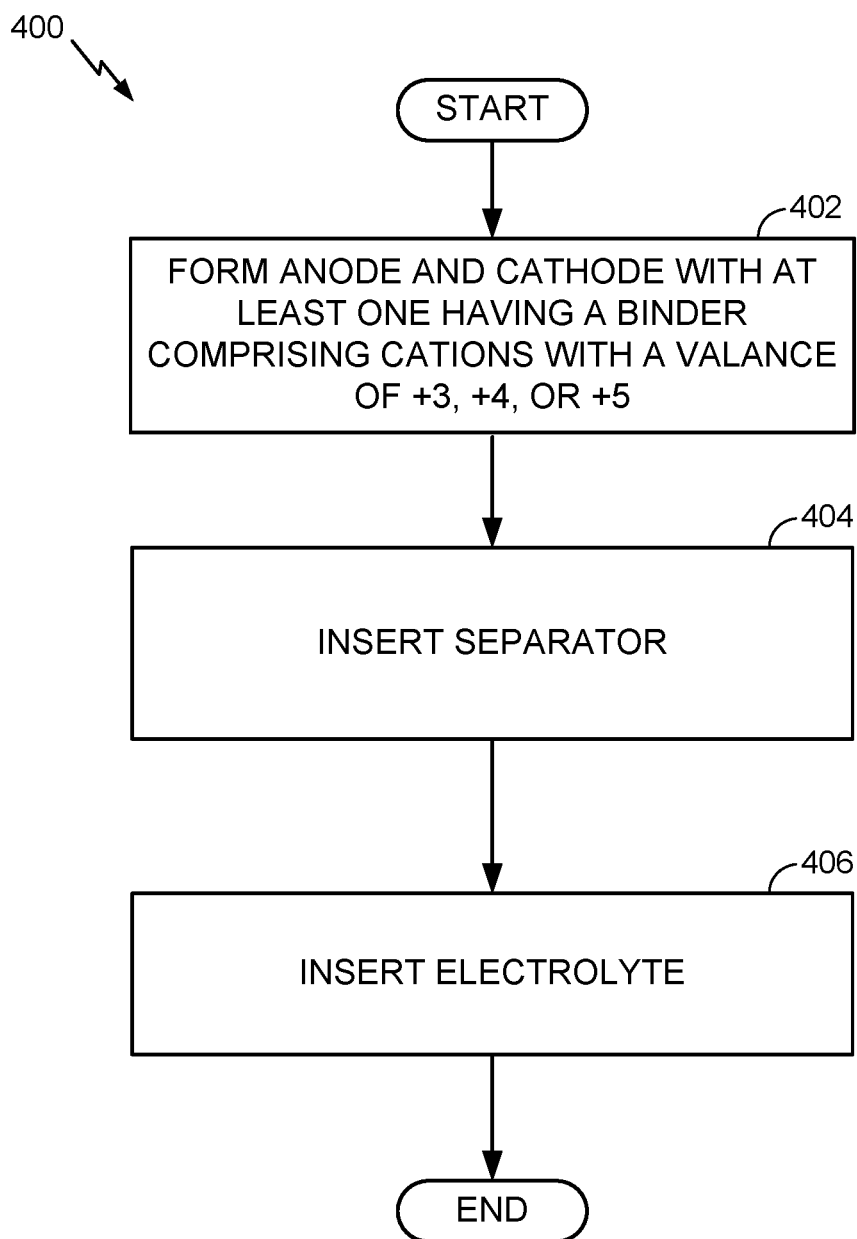 400
START
402
FORM ANODE AND CATHODE WITH AT
LEAST ONE HAVING A BINDER
COMPRISING CATIONS WITH A VALANCE
OF +3, +4, OR +5
404
INSERT SEPARATOR
406
INSERT ELECTROLYTE
END